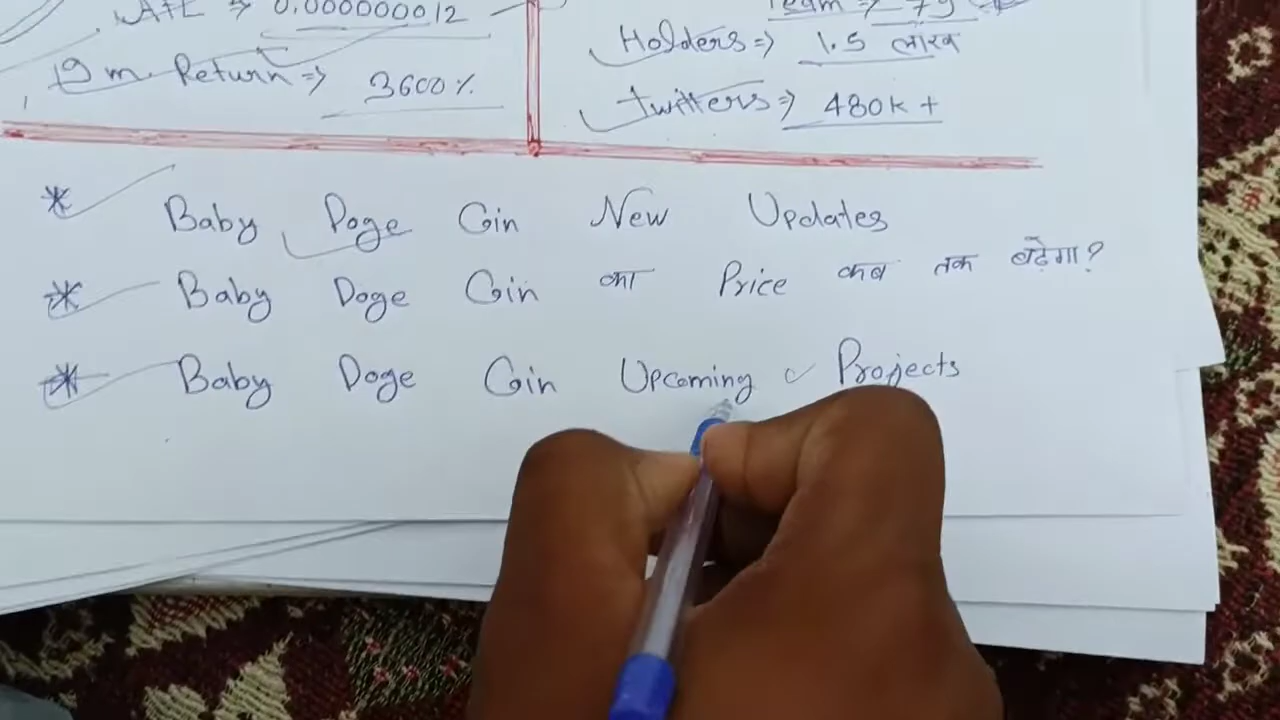 ATL => 0.000000012
19 m. Return => 3600%
Team => 79
Holders => 1.5 लाख
Twitters => 480K +
* Baby Doge Coin New Updates
* Baby Doge Coin का Price कब तक बढ़ेगा?
* Baby Doge Coin Upcoming Projects